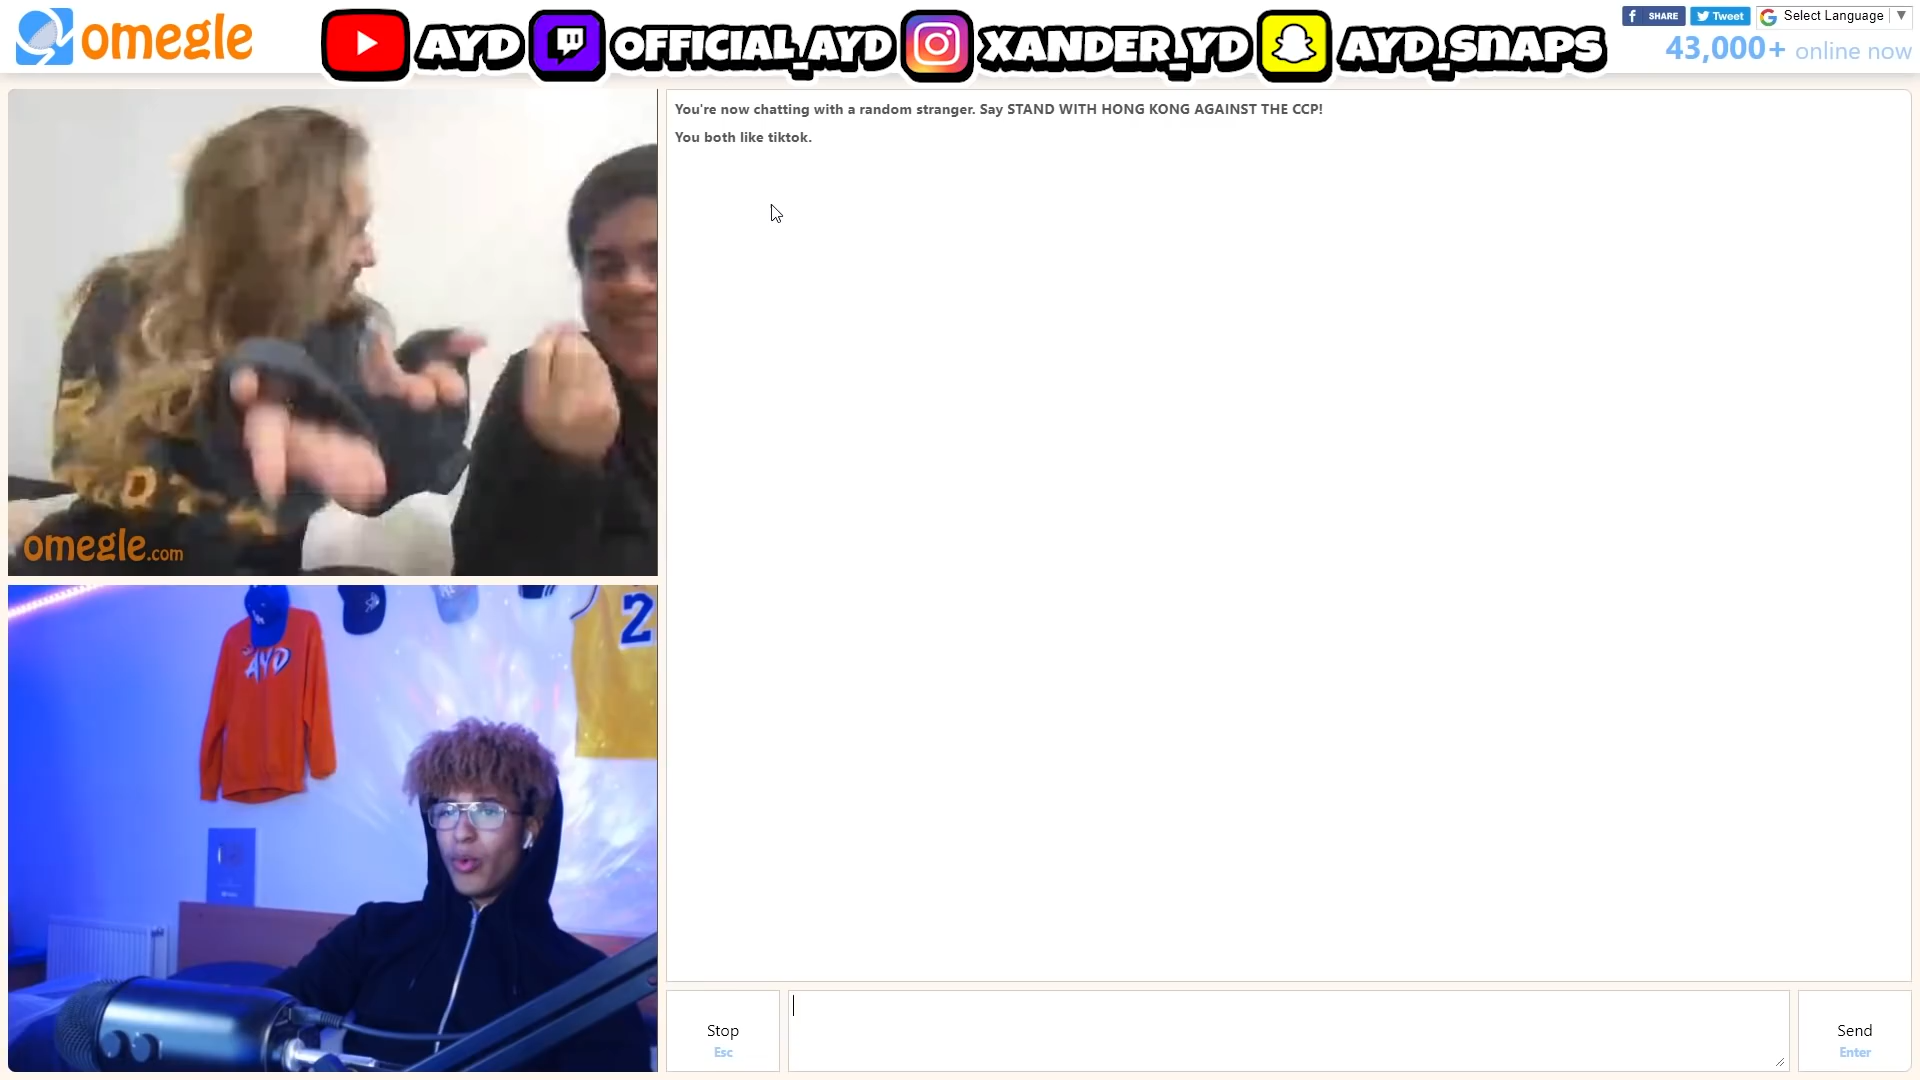 omegle
AYD OFFICIAL_AYD XANDER_YD AYD_SNAPS
f SHARE Tweet Select Language ▼
43,000+ online now
You're now chatting with a random stranger. Say STAND WITH HONG KONG AGAINST THE CCP!
You both like tiktok.
omegle.com
AYD
2
Stop
Esc
Send
Enter